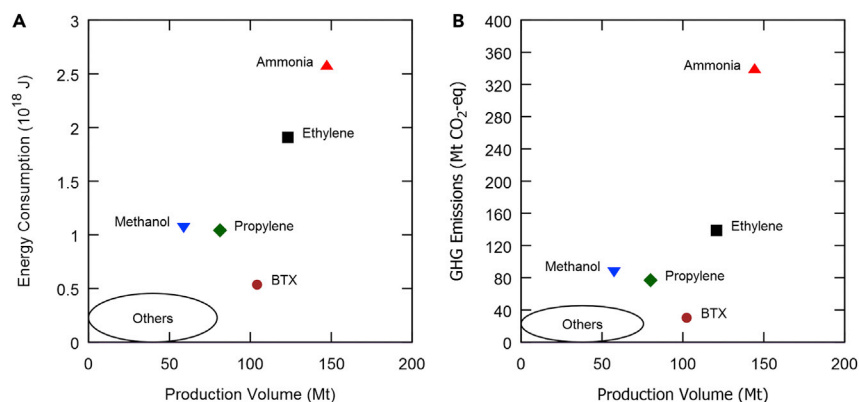 A
Energy Consumption (10^18 J)
3
2.5
2
1.5
1
0.5
0
Ammonia
Ethylene
Methanol
Propylene
BTX
Others
0 50 100 150 200
Production Volume (Mt)
B
GHG Emissions (Mt CO2-eq)
400
360
320
280
240
200
160
120
80
40
0
Ammonia
Ethylene
Methanol
Propylene
BTX
Others
0 50 100 150 200
Production Volume (Mt)